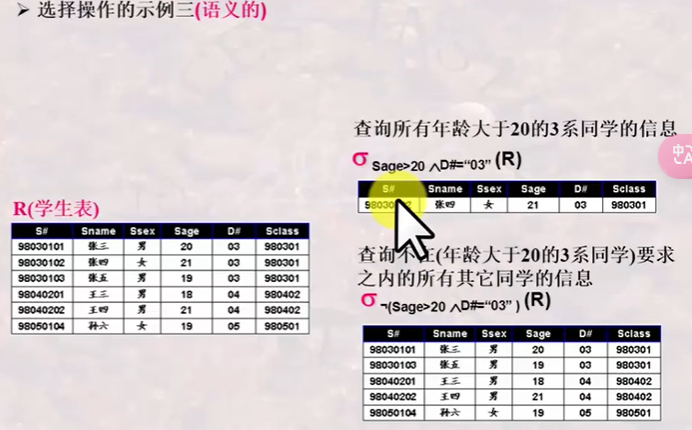 ➢ 选择操作的示例三(语义的)
查询所有年龄大于20的3系同学的信息
σ Sage>20 ∧D#=“03” (R)
S# Sname Ssex Sage D# Sclass
张四 女 21 03 980301
R(学生表)
S# Sname Ssex Sage D# Sclass
98030101 张三 男 20 03 980301
98030102 张四 女 21 03 980301
98030103 张五 男 19 03 980301
98040201 王三 男 18 04 980402
98040202 王四 男 21 04 980402
98050104 孙六 女 19 05 980501
查询不在(年龄大于20的3系同学)要求
之内的所有其它同学的信息
σ ¬(Sage>20 ∧D#=“03” ) (R)
S# Sname Ssex Sage D# Sclass
98030101 张三 男 20 03 980301
98030103 张五 男 19 03 980301
98040201 王三 男 18 04 980402
98040202 王四 男 21 04 980402
98050104 孙六 女 19 05 980501
中
A